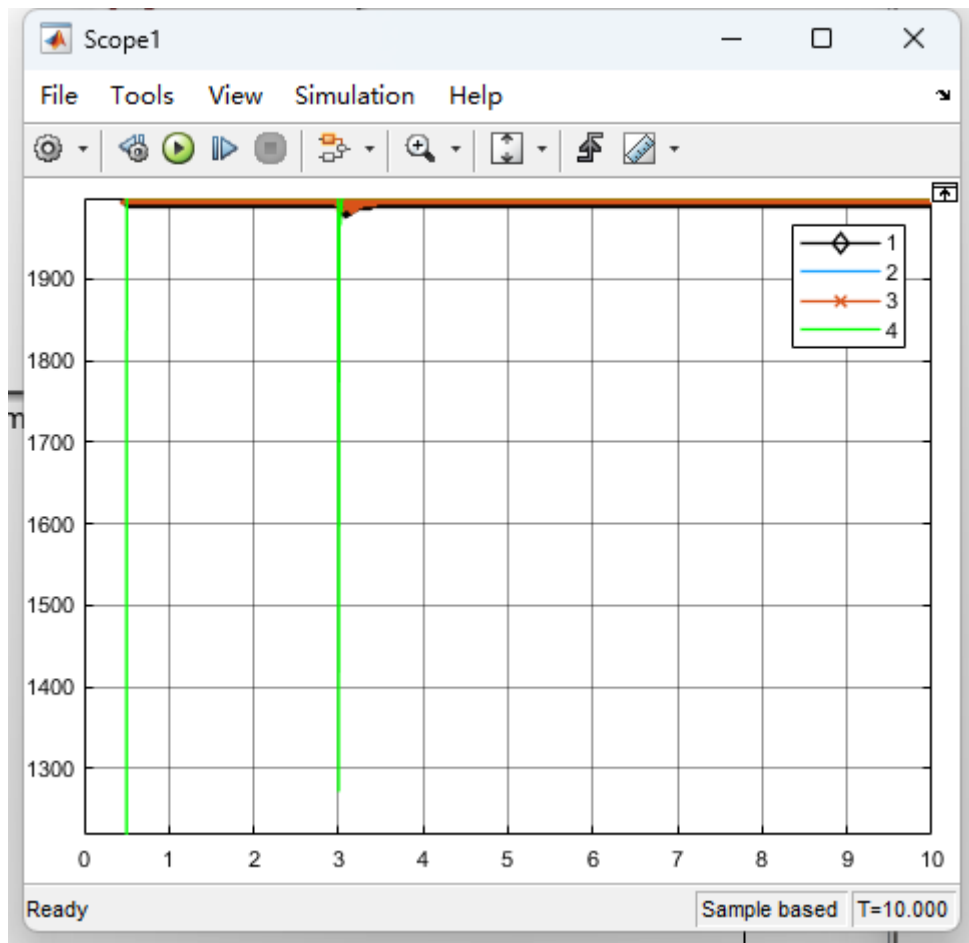 Scope1
File Tools View Simulation Help
1
2
3
4
1900
1800
1700
1600
1500
1400
1300
0 1 2 3 4 5 6 7 8 9 10
m
Ready Sample based T=10.000